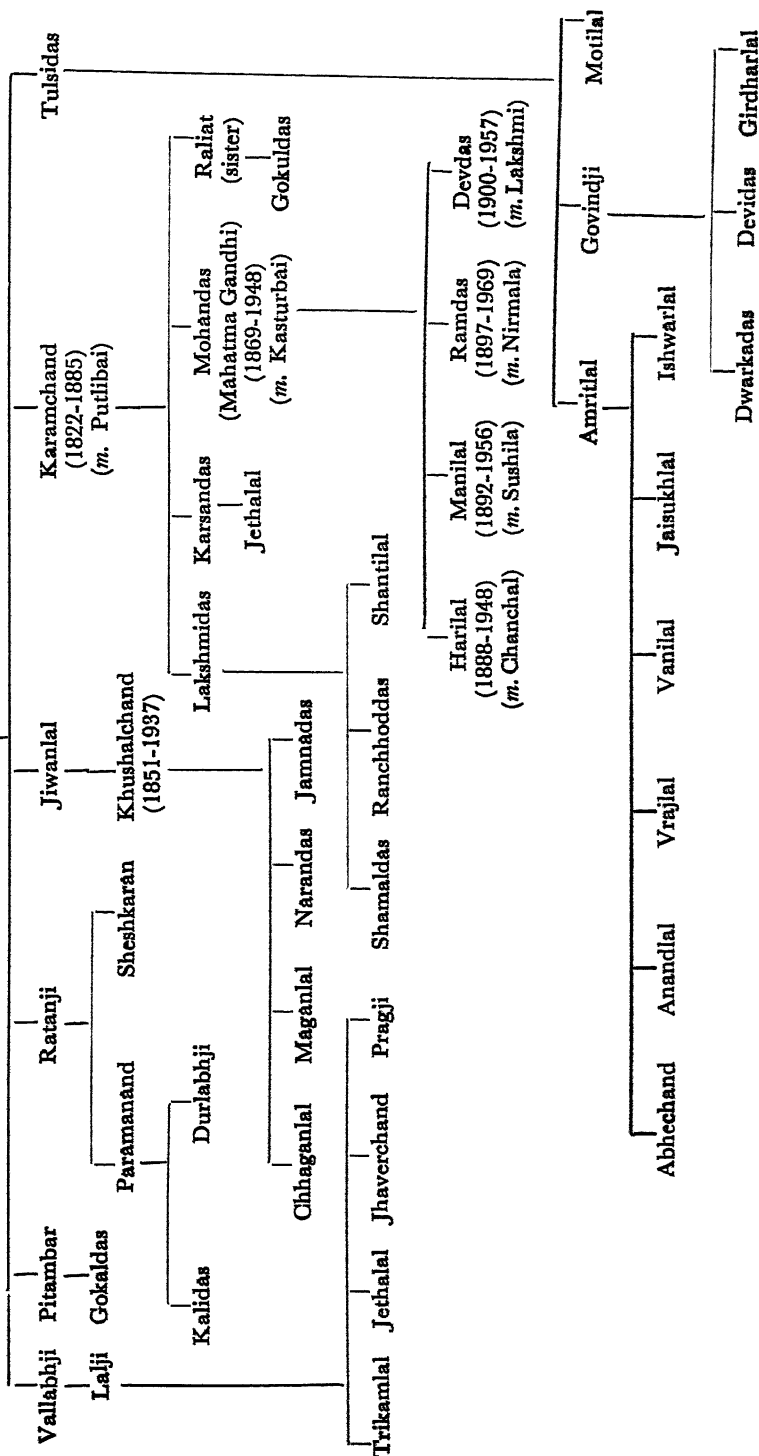 Vallabhji Pitambar Ratanji Jiwanlal Karamchand Tulsidas
(1822-1885)
(m. Putlibai)
Lalji Gokaldas Paramanand Sheshkaran Khushalchand
(1851-1937)
Lakshmidas Karsandas Mohandas Raliat
(Mahatma Gandhi) (sister)
(1869-1948)
(m. Kasturbai)
Kalidas Durlabhji Jethalal Gokuldas
Chhaganlal Maganlal Narandas Jamnadas
Trikamlal Jethalal Jhaverchand Pragji Shamaldas Ranchhoddas Shantilal
Harilal Manilal Ramdas Devdas
(1888-1948) (1892-1956) (1897-1969) (1900-1957)
(m. Chanchal) (m. Sushila) (m. Nirmala) (m. Lakshmi)
Amritlal Govindji Motilal
Abhechand Anandlal Vrajlal Vanilal Jaisukhlal Ishwarlal
Dwarkadas Devidas Girdharlal